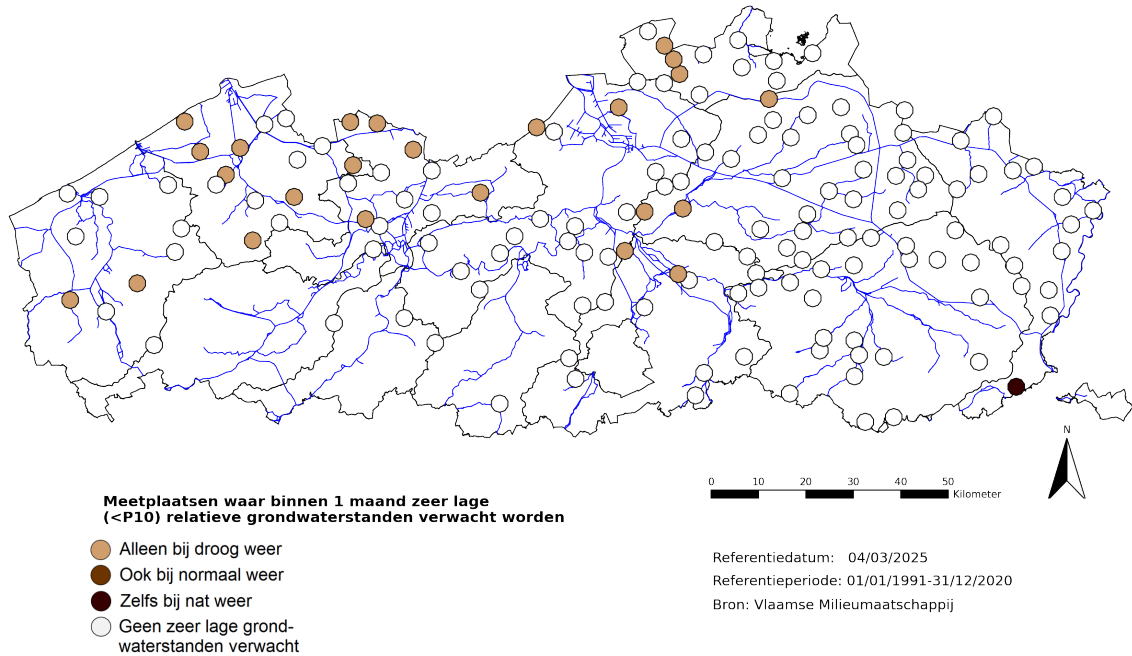 N
0 10 20 30 40 50
Kilometer
Meetplaatsen waar binnen 1 maand zeer lage
(<P10) relatieve grondwaterstanden verwacht worden
Alleen bij droog weer
Ook bij normaal weer
Zelfs bij nat weer
Geen zeer lage grond-
waterstanden verwacht
Referentiedatum: 04/03/2025
Referentieperiode: 01/01/1991-31/12/2020
Bron: Vlaamse Milieumaatschappij